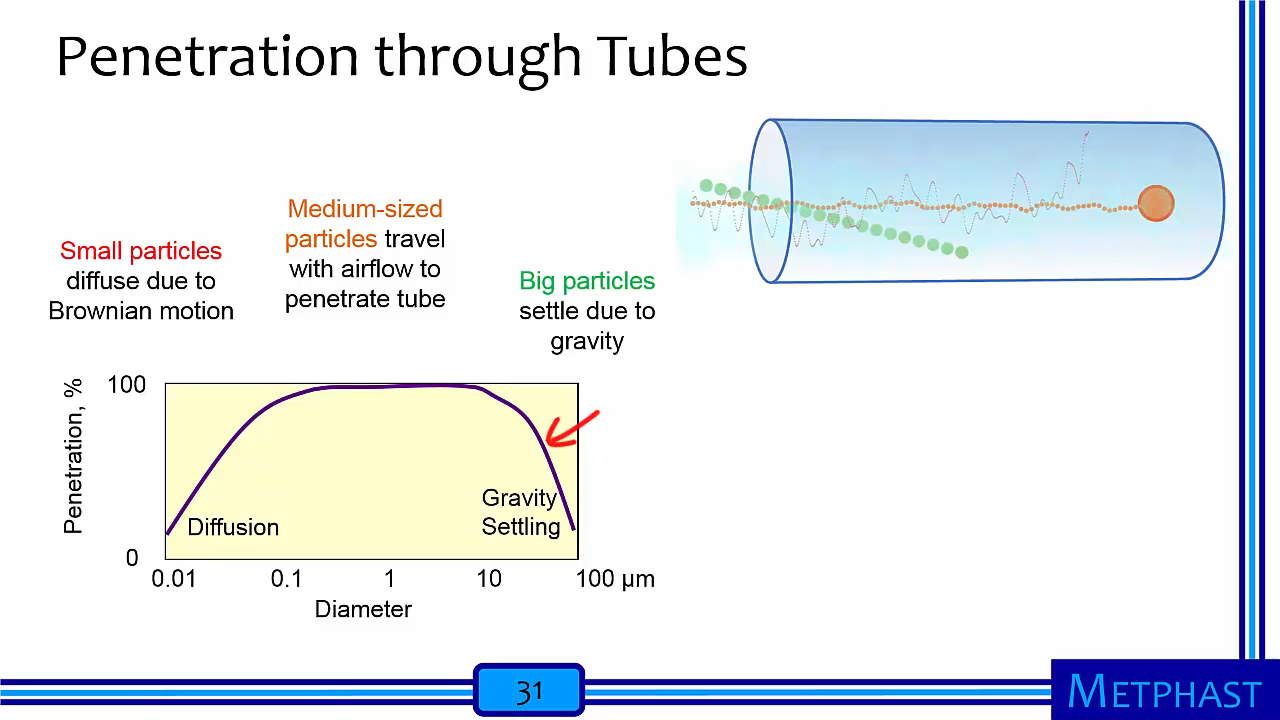 Penetration through Tubes
Small particles
diffuse due to
Brownian motion
Medium-sized
particles travel
with airflow to
penetrate tube
Big particles
settle due to
gravity
Penetration, %
100
0
Diffusion
Gravity
Settling
0.01 0.1 1 10 100 µm
Diameter
31
METPHAST